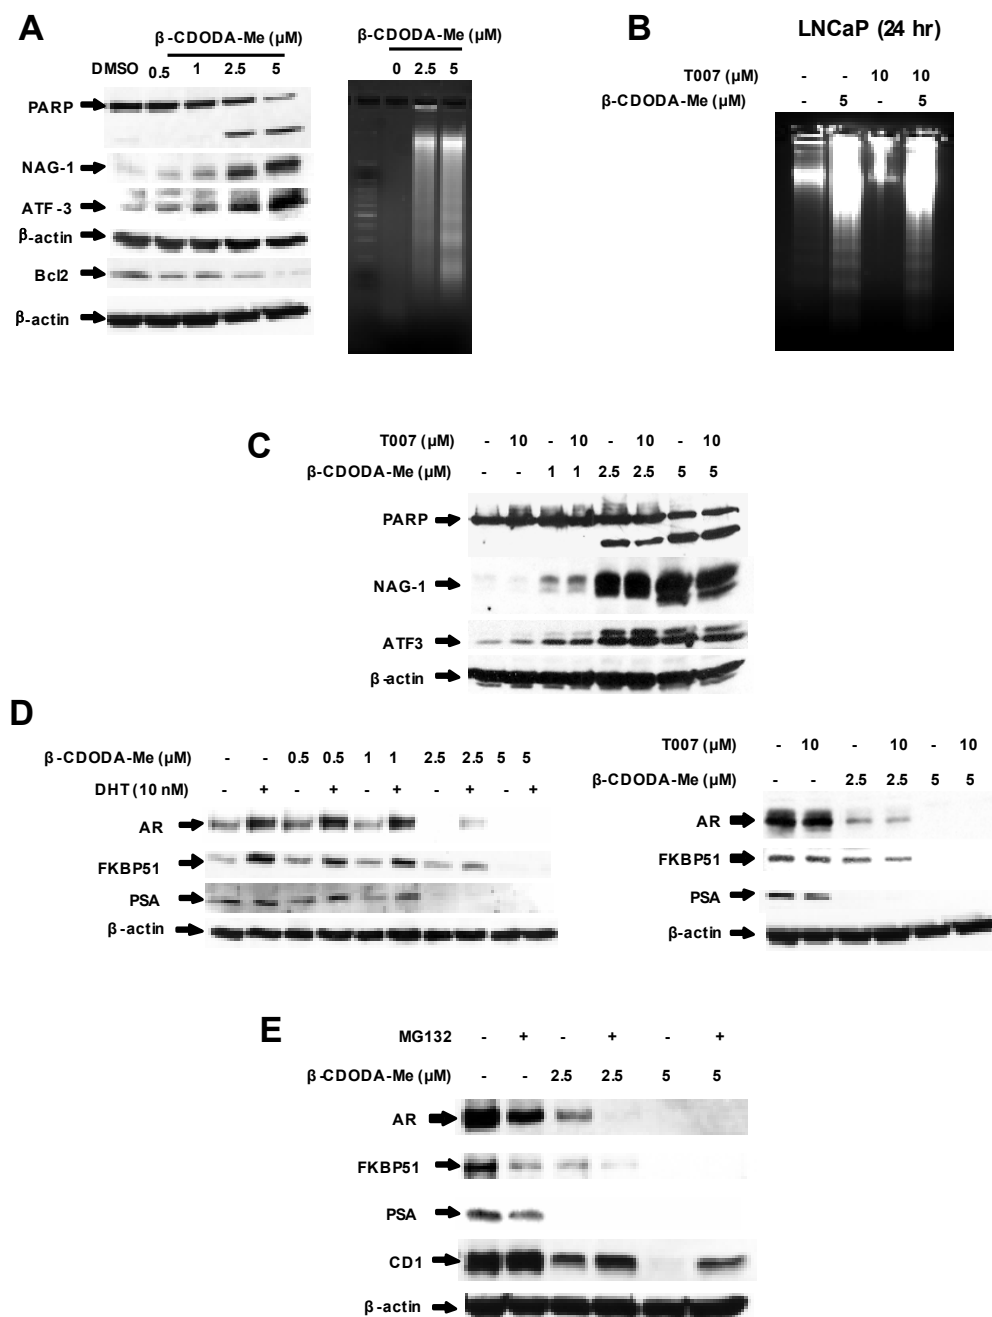 A
β-CDODA-Me (μM)
DMSO 0.5 1 2.5 5
PARP
NAG-1
ATF-3
β-actin
Bcl2
β-actin
β-CDODA-Me (μM)
0 2.5 5
B
LNCaP (24 hr)
T007 (μM) - - 10 10
β-CDODA-Me (μM) - 5 - 5
C
T007 (μM) - 10 - 10 - 10 - 10
β-CDODA-Me (μM) - - 1 1 2.5 2.5 5 5
PARP
NAG-1
ATF3
β-actin
D
β-CDODA-Me (μM) - - 0.5 0.5 1 1 2.5 2.5 5 5
DHT (10 nM) - + - + - + - + - +
AR
FKBP51
PSA
β-actin
T007 (μM) - 10 - 10 - 10
β-CDODA-Me (μM) - - 2.5 2.5 5 5
AR
FKBP51
PSA
β-actin
E
MG132 - + - + - +
β-CDODA-Me (μM) - - 2.5 2.5 5 5
AR
FKBP51
PSA
CD1
β-actin